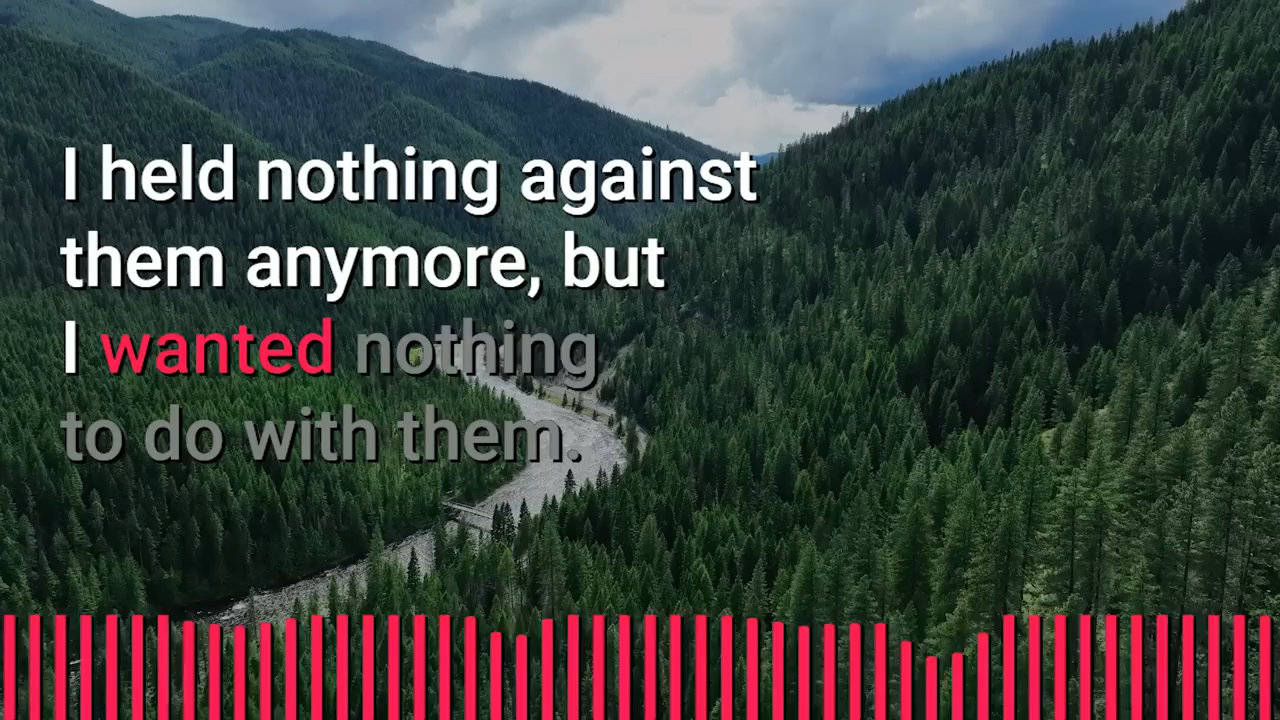 I held nothing against
them anymore, but
I wanted nothing
to do with them.